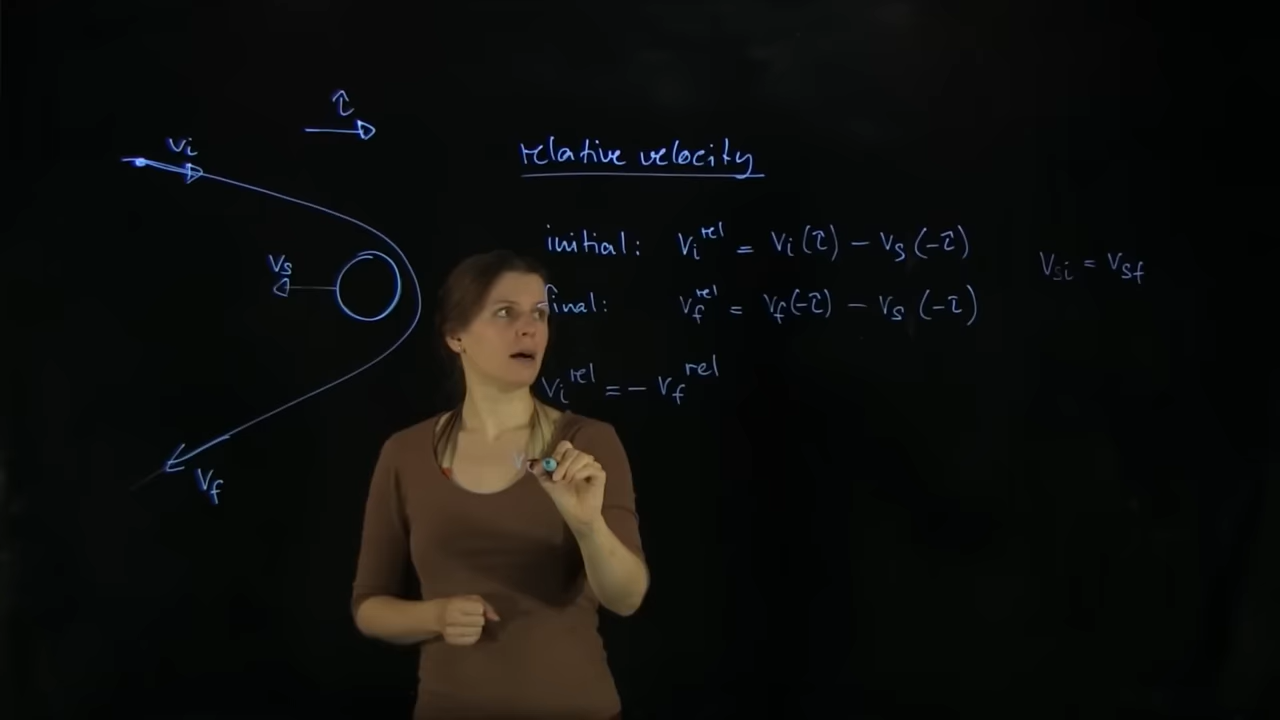 î
vi
vs
vf
relative velocity
initial: vi^rel = vi(î) − vs(−î)
final: vf^rel = vf(−î) − vs(−î)
vsi = vsf
vi^rel = − vf^rel